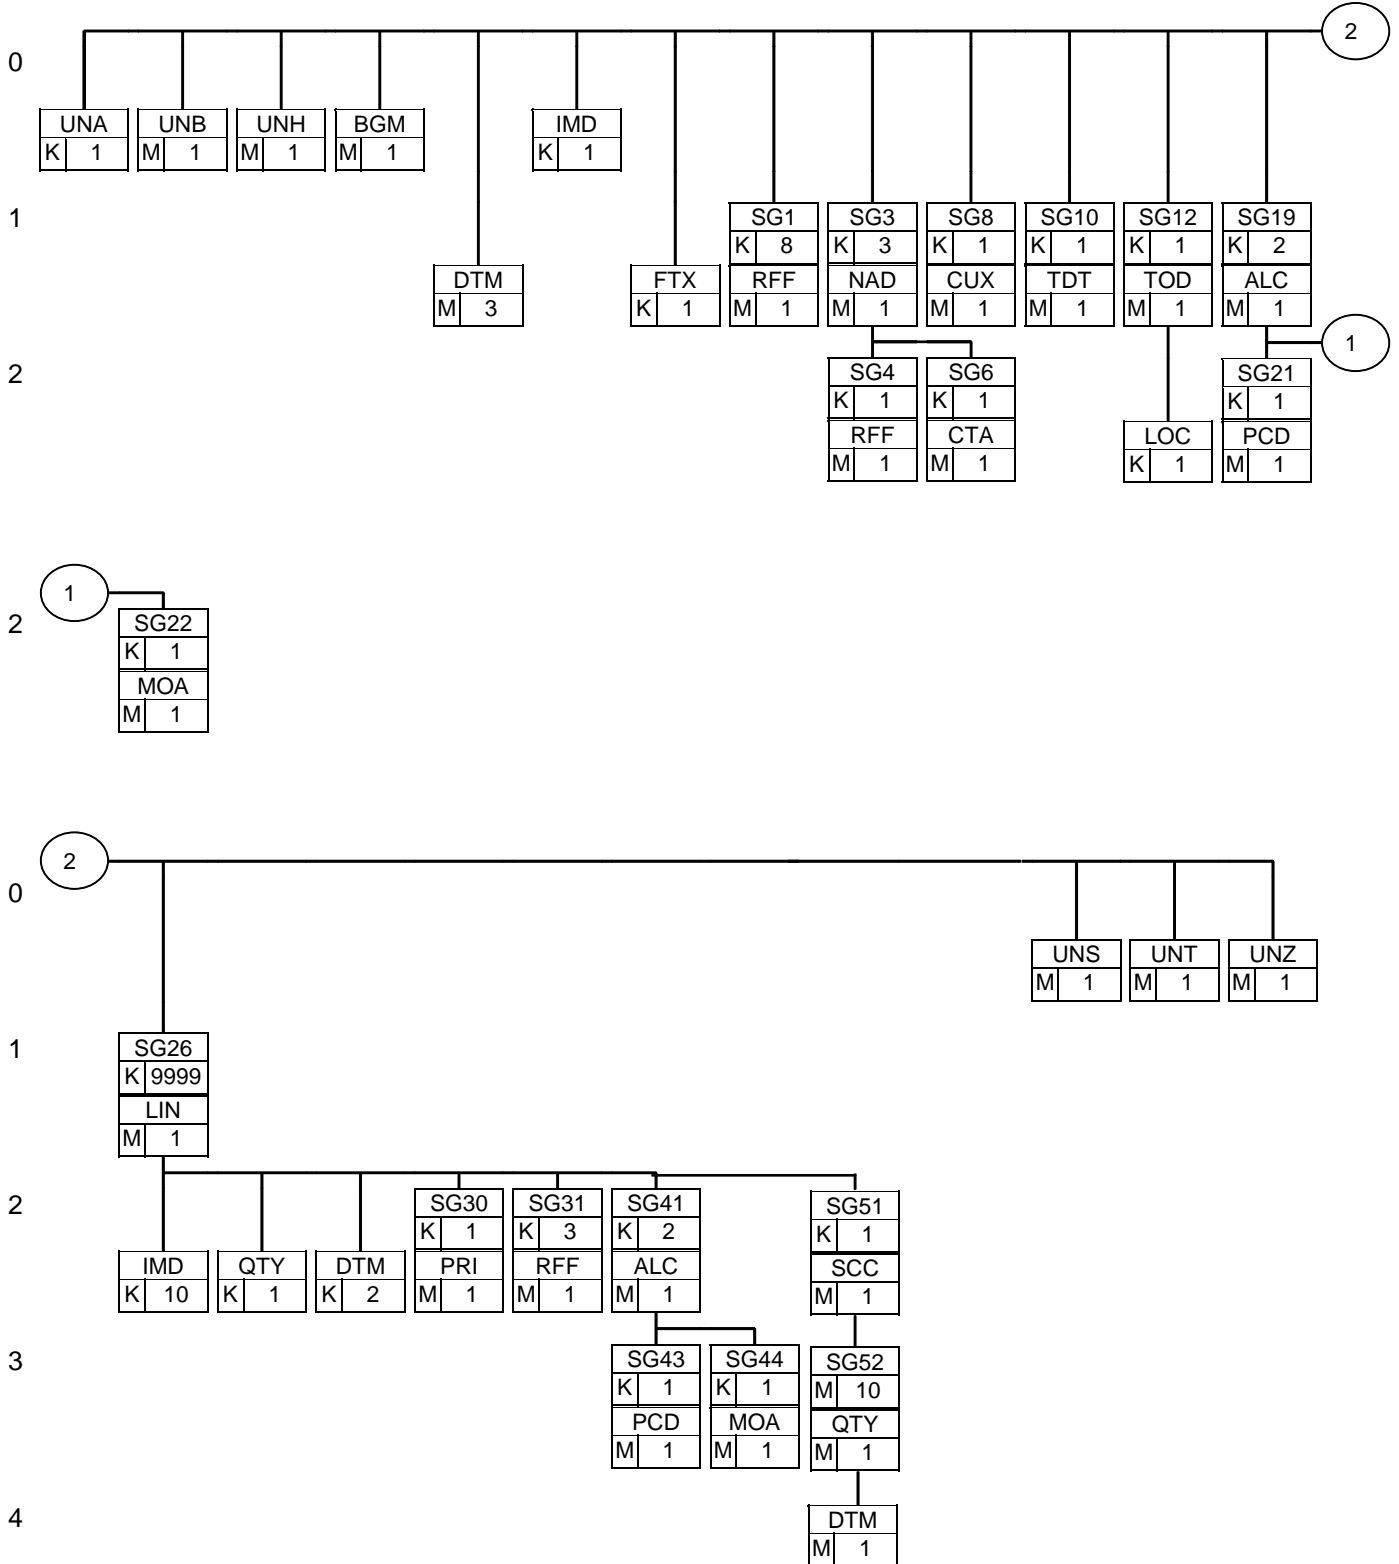 2
0
UNA UNB UNH BGM IMD
K 1 M 1 M 1 M 1 K 1
1
SG1 SG3 SG8 SG10 SG12 SG19
K 8 K 3 K 1 K 1 K 1 K 2
DTM FTX RFF NAD CUX TDT TOD ALC
M 3 K 1 M 1 M 1 M 1 M 1 M 1 M 1
1
2
SG4 SG6 SG21
K 1 K 1 K 1
RFF CTA LOC PCD
M 1 M 1 K 1 M 1
1
2
SG22
K 1
MOA
M 1
2
0
UNS UNT UNZ
M 1 M 1 M 1
1
SG26
K 9999
LIN
M 1
2
SG30 SG31 SG41 SG51
K 1 K 3 K 2 K 1
IMD QTY DTM PRI RFF ALC SCC
K 10 K 1 K 2 M 1 M 1 M 1 M 1
3
SG43 SG44 SG52
K 1 K 1 M 10
PCD MOA QTY
M 1 M 1 M 1
4
DTM
M 1